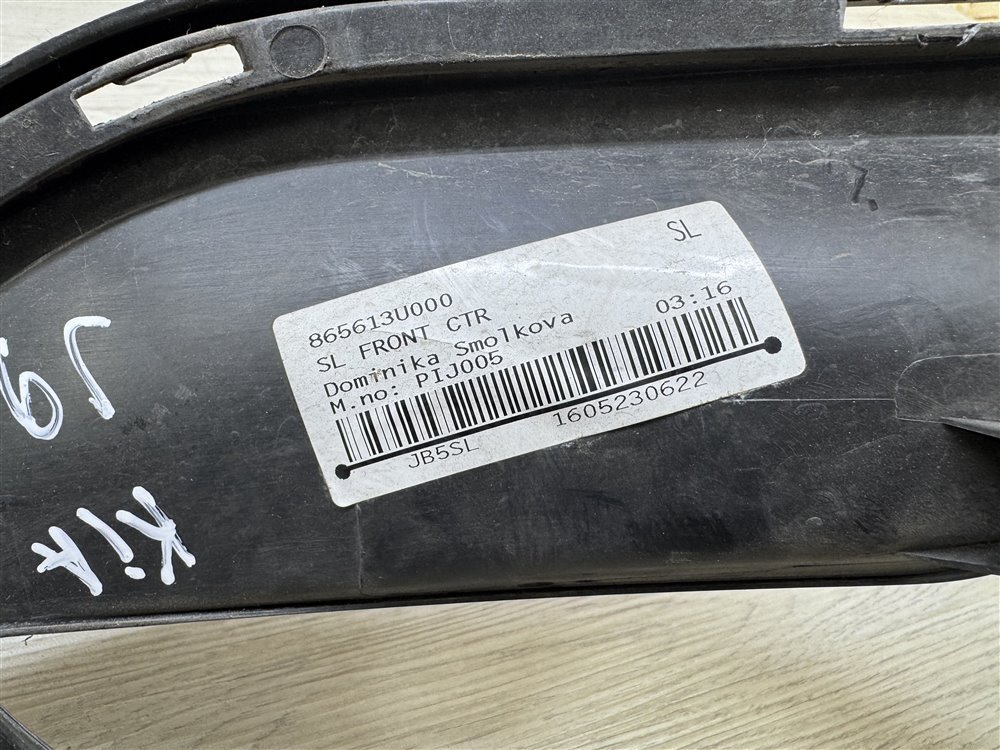 SL
865613U000
SL FRONT CTR
Dominika Smolkova
03:16
M.no: PIJ005
JB5SL
1605230622
KiA